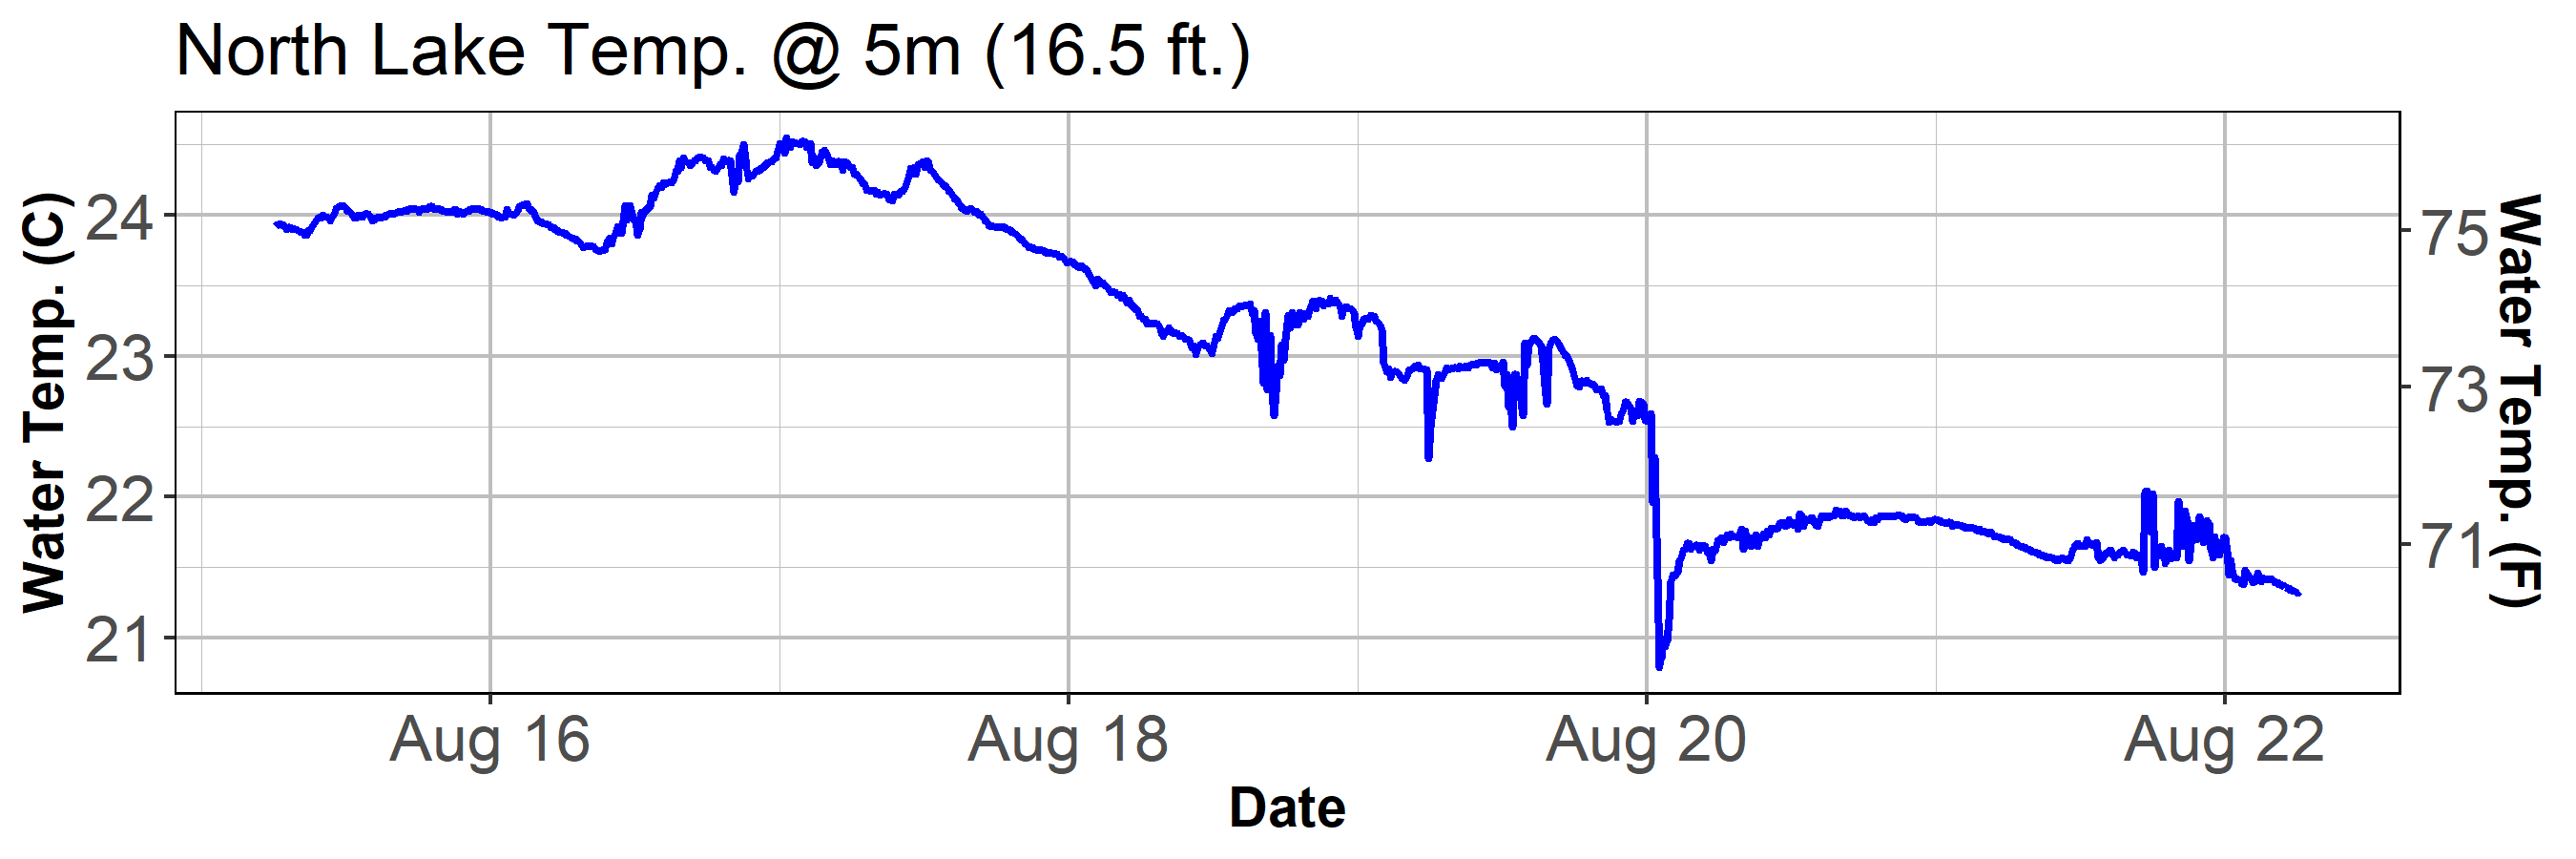 North Lake Temp. @ 5m (16.5 ft.)
Water Temp. (C)
24
23
22
21
75
73
71
Water Temp. (F)
Aug 16
Aug 18
Aug 20
Aug 22
Date